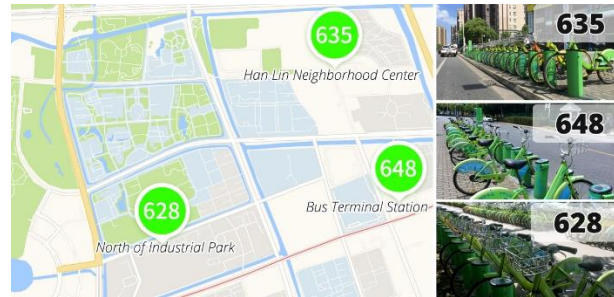 635
Han Lin Neighborhood Center
648
Bus Terminal Station
628
North of Industrial Park
635
648
628